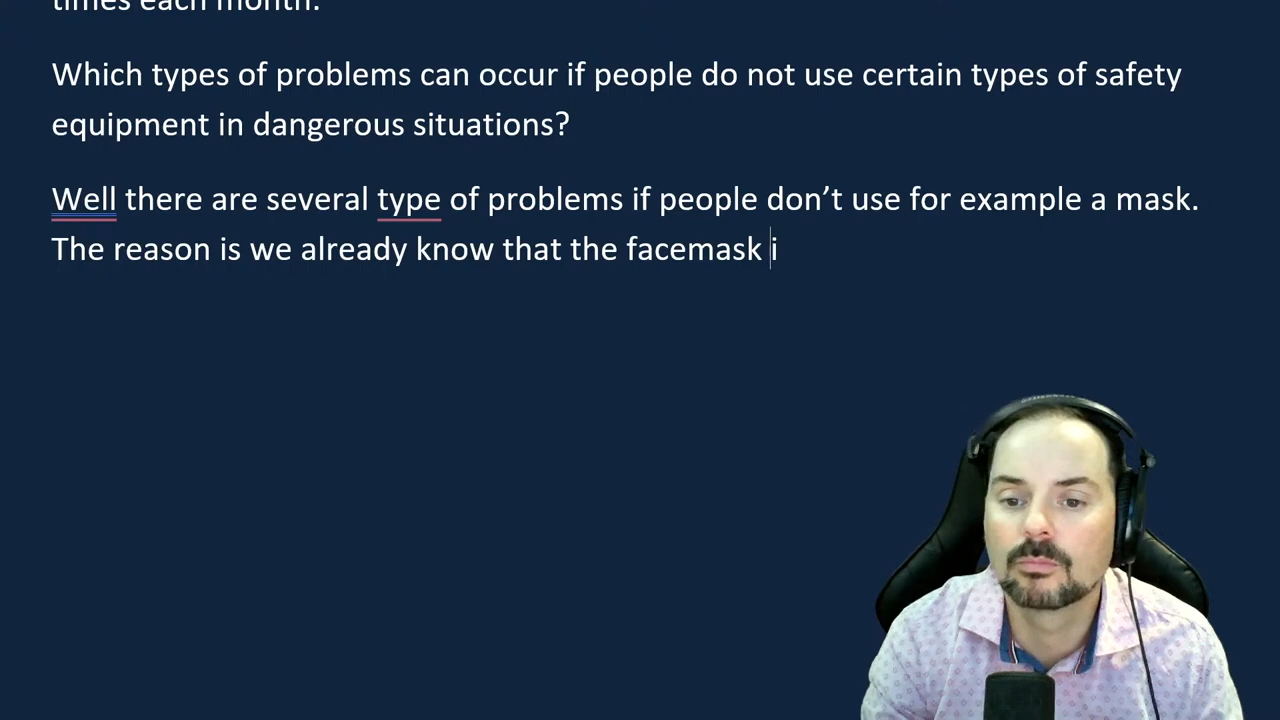 times each month.
Which types of problems can occur if people do not use certain types of safety
equipment in dangerous situations?
Well there are several type of problems if people don’t use for example a mask.
The reason is we already know that the facemask i